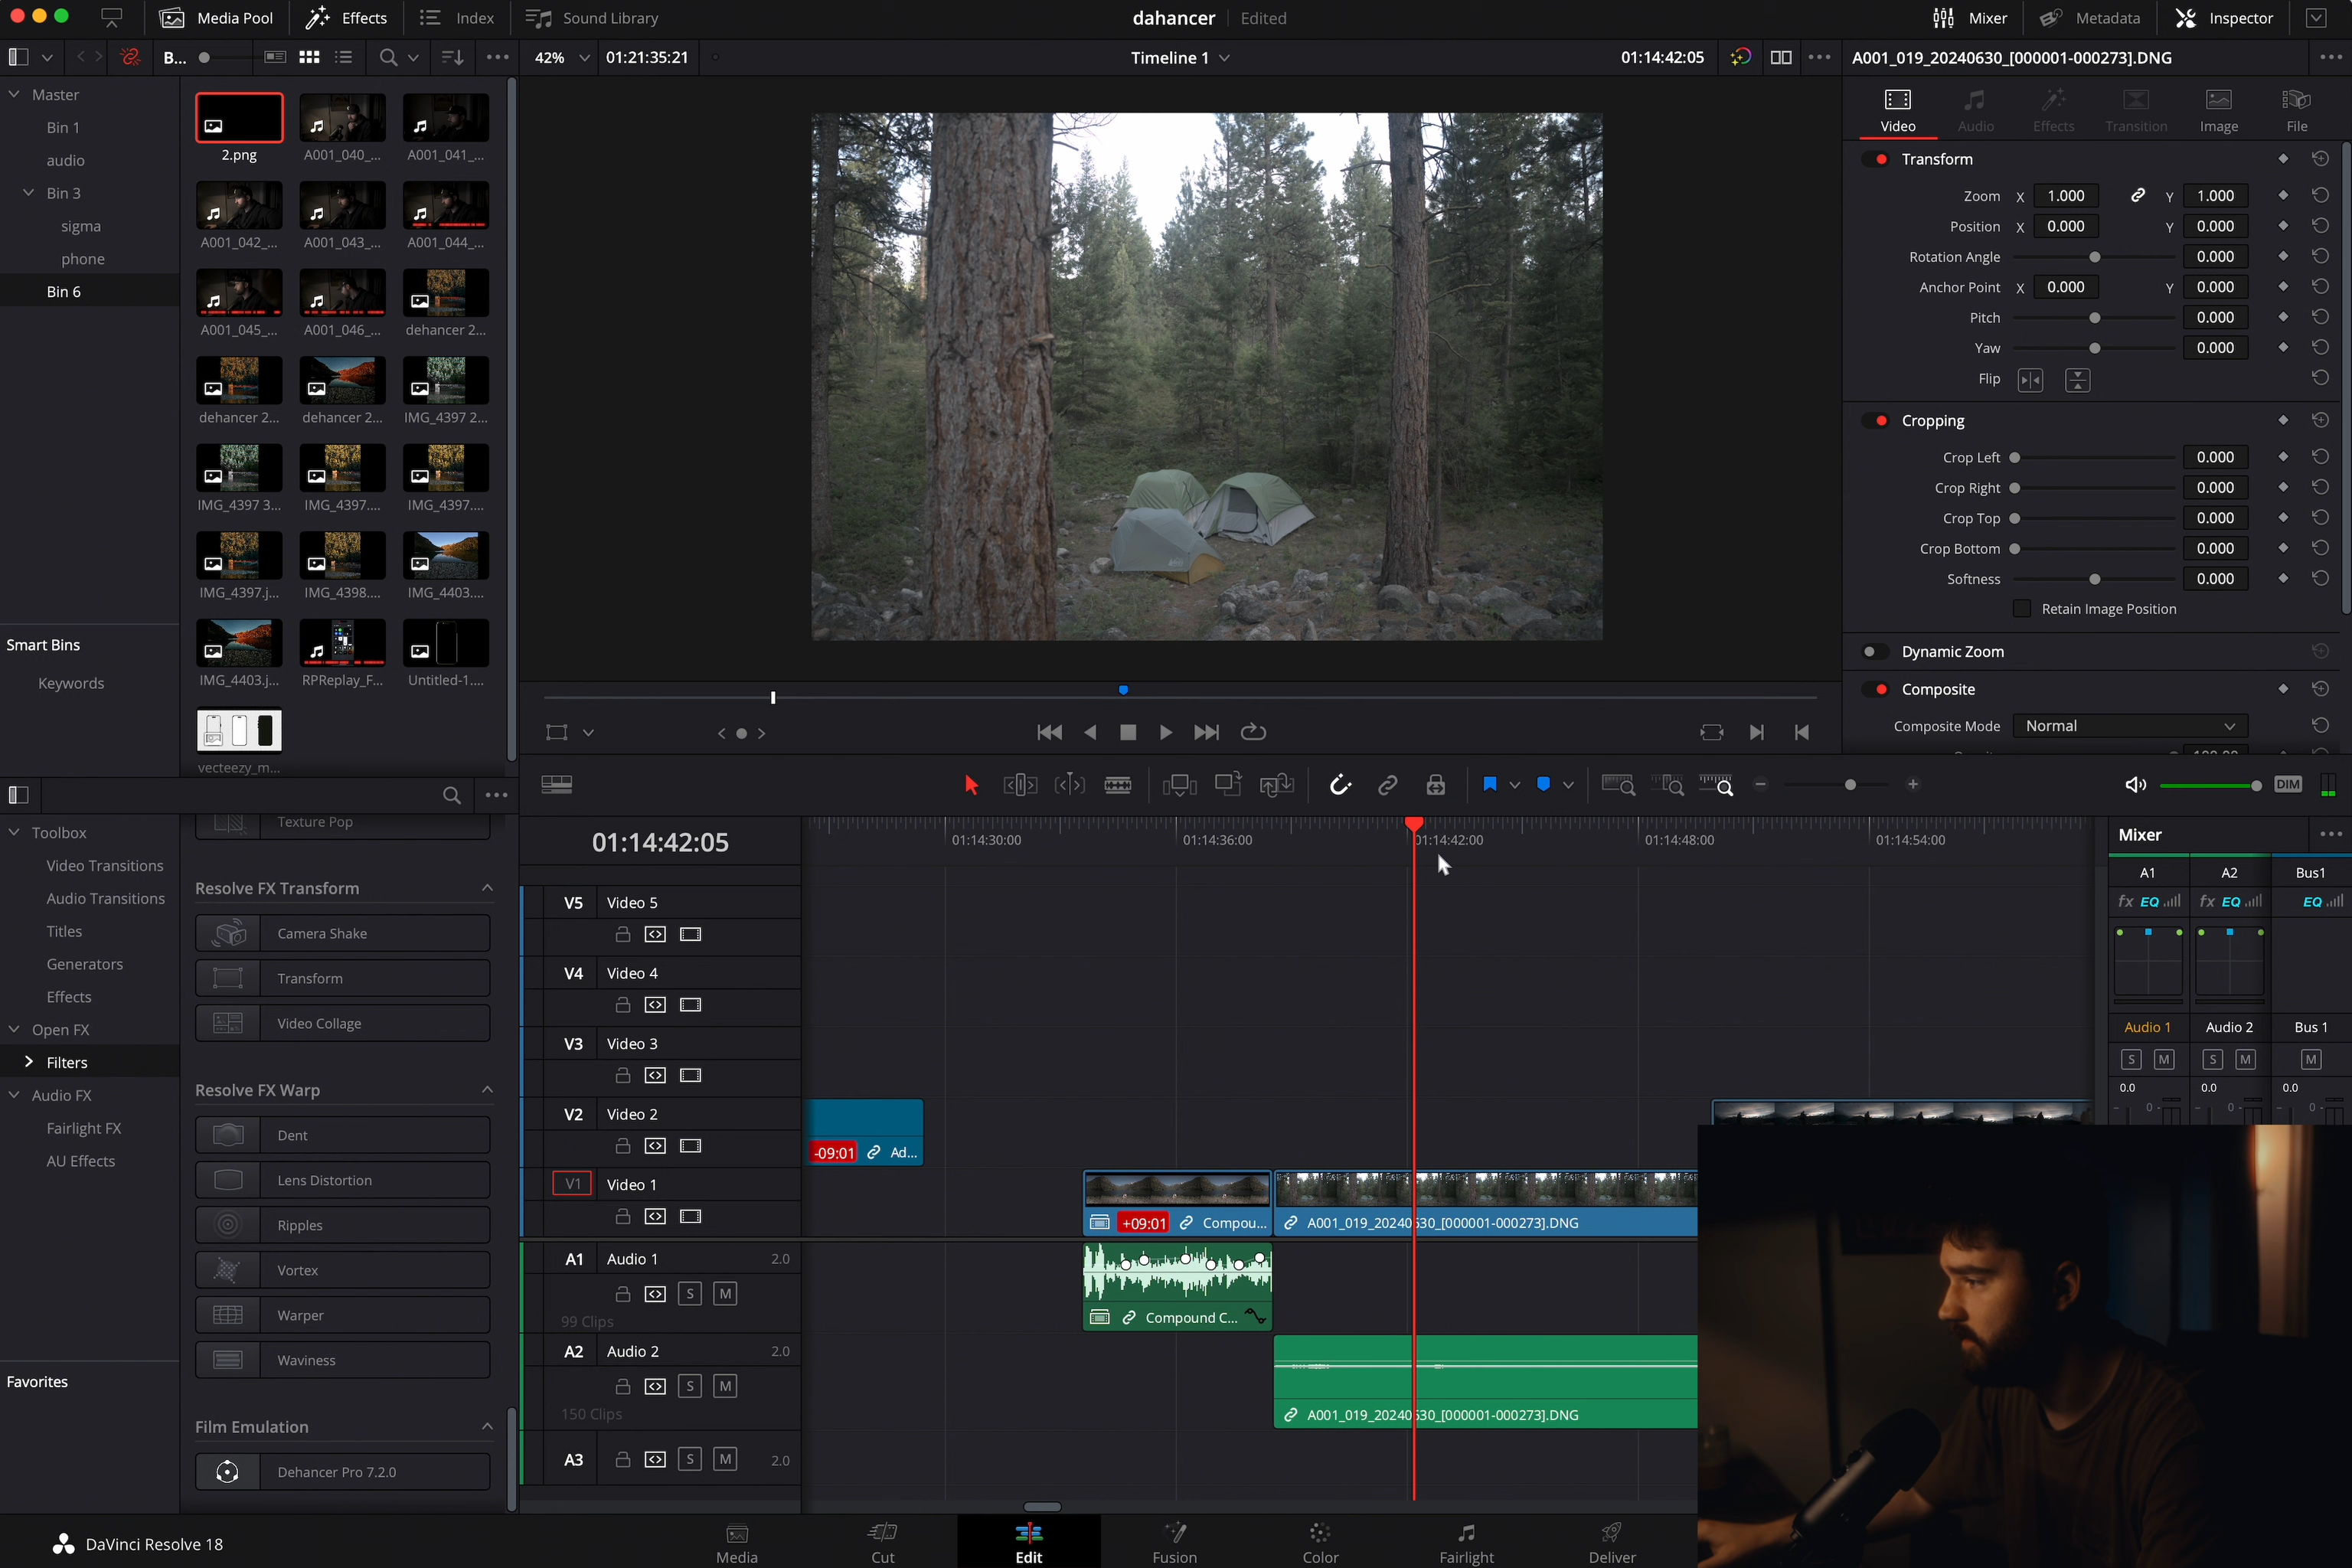 Media Pool
Effects
Index
Sound Library
dahancer
Edited
Mixer
Metadata
Inspector
B...
42%
01:21:35:21
Timeline 1
01:14:42:05
A001_019_20240630_[000001-000273].DNG
Master
Bin 1
audio
Bin 3
sigma
phone
Bin 6
2.png
A001_040_...
A001_041_...
A001_042_...
A001_043_...
A001_044_...
A001_045_...
A001_046_...
dehancer 2...
dehancer 2...
dehancer 2...
IMG_4397 2...
IMG_4397 3...
IMG_4397....
IMG_4397....
IMG_4397.j...
IMG_4398....
IMG_4403....
IMG_4403.j...
RPReplay_F...
Untitled-1....
vecteezy_m...
Smart Bins
Keywords
Video
Audio
Effects
Transition
Image
File
Transform
Zoom X 1.000 Y 1.000
Position X 0.000 Y 0.000
Rotation Angle 0.000
Anchor Point X 0.000 Y 0.000
Pitch 0.000
Yaw 0.000
Flip
Cropping
Crop Left 0.000
Crop Right 0.000
Crop Top 0.000
Crop Bottom 0.000
Softness 0.000
Retain Image Position
Dynamic Zoom
Composite
Composite Mode Normal
DIM
Toolbox
Video Transitions
Audio Transitions
Titles
Generators
Effects
Open FX
Filters
Audio FX
Fairlight FX
AU Effects
Favorites
Texture Pop
Resolve FX Transform
Camera Shake
Transform
Video Collage
Resolve FX Warp
Dent
Lens Distortion
Ripples
Vortex
Warper
Waviness
Film Emulation
Dehancer Pro 7.2.0
01:14:42:05
01:14:30:00
01:14:36:00
01:14:42:00
01:14:48:00
01:14:54:00
V5 Video 5
V4 Video 4
V3 Video 3
V2 Video 2
-09:01 Ad...
V1 Video 1
+09:01 Compou...
A001_019_20240630_[000001-000273].DNG
A1 Audio 1 2.0
S M
99 Clips
Compound C...
A2 Audio 2 2.0
S M
150 Clips
A001_019_20240630_[000001-000273].DNG
A3 S M 2.0
Mixer
A1 A2 Bus1
fx EQ fx EQ EQ
Audio 1 Audio 2 Bus 1
S M S M M
0.0 0.0 0.0
0 0 0
DaVinci Resolve 18
Media
Cut
Edit
Fusion
Color
Fairlight
Deliver